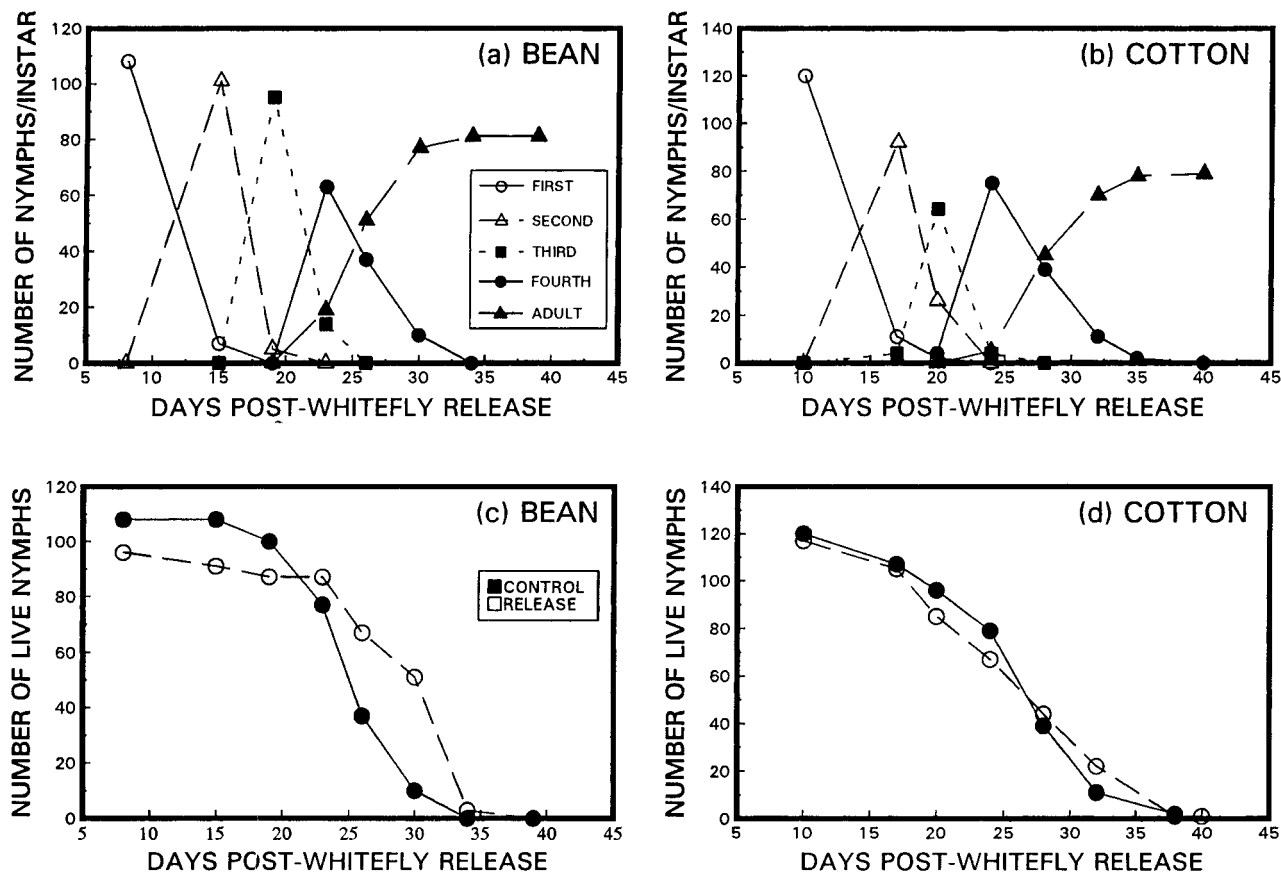 (a) BEAN
NUMBER OF NYMPHS/INSTAR
120
100
80
60
40
20
0
FIRST
SECOND
THIRD
FOURTH
ADULT
5 10 15 20 25 30 35 40 45
DAYS POST-WHITEFLY RELEASE
(b) COTTON
NUMBER OF NYMPHS/INSTAR
140
120
100
80
60
40
20
0
5 10 15 20 25 30 35 40 45
DAYS POST-WHITEFLY RELEASE
(c) BEAN
NUMBER OF LIVE NYMPHS
120
100
80
60
40
20
0
CONTROL
RELEASE
5 10 15 20 25 30 35 40 45
DAYS POST-WHITEFLY RELEASE
(d) COTTON
NUMBER OF LIVE NYMPHS
140
120
100
80
60
40
20
0
5 10 15 20 25 30 35 40 45
DAYS POST-WHITEFLY RELEASE